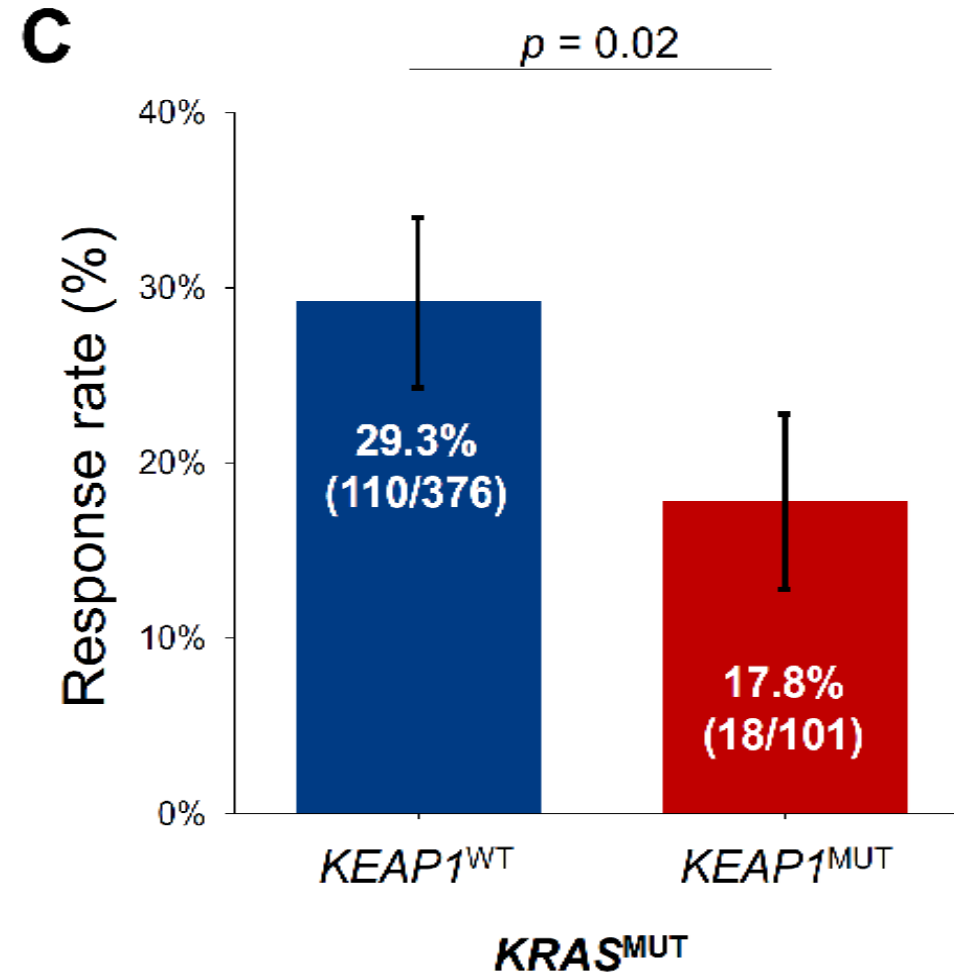 C
p = 0.02
Response rate (%)
40%
30%
20%
10%
0%
29.3%
(110/376)
17.8%
(18/101)
KEAP1WT
KEAP1MUT
KRASMUT